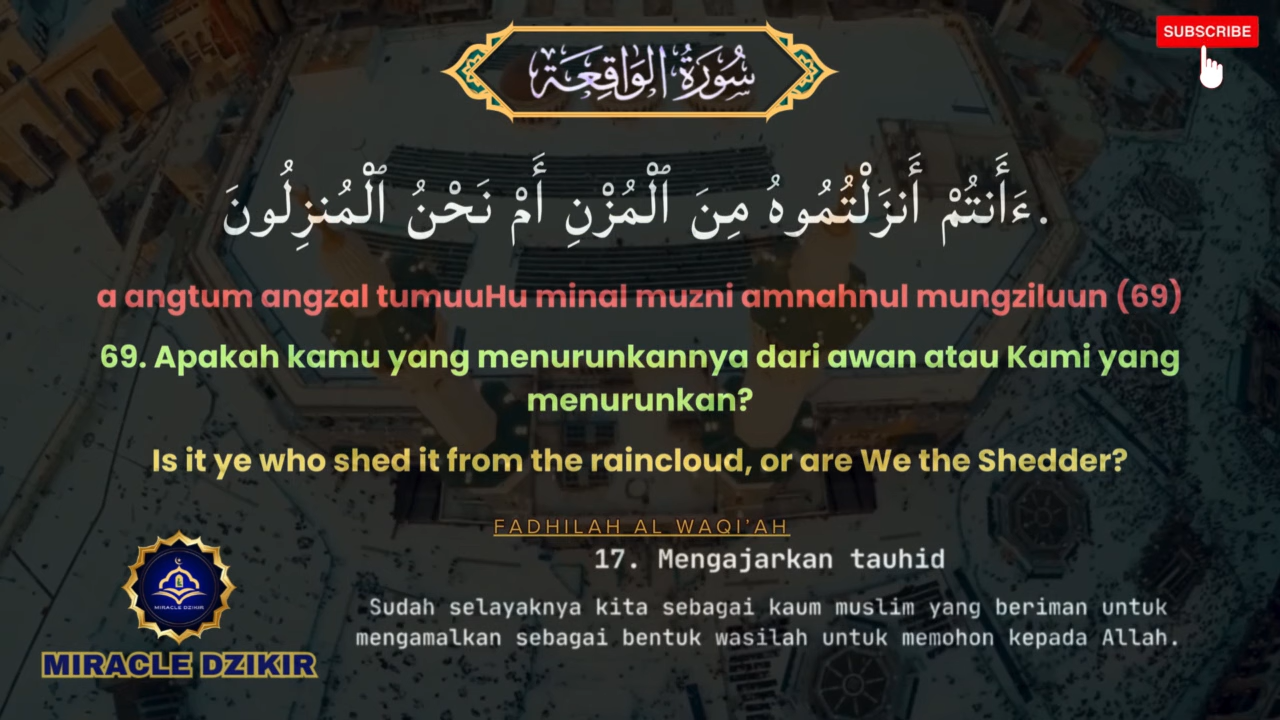 SUBSCRIBE
سُورَةُ الوَاقِعَة
ءَأَنتُمْ أَنزَلْتُمُوهُ مِنَ ٱلْمُزْنِ أَمْ نَحْنُ ٱلْمُنزِلُونَ.
a angtum angzal tumuuHu minal muzni amnahnul mungziluun (69)
69. Apakah kamu yang menurunkannya dari awan atau Kami yang
menurunkan?
Is it ye who shed it from the raincloud, or are We the Shedder?
FADHILAH AL WAQI'AH
17. Mengajarkan tauhid
Sudah selayaknya kita sebagai kaum muslim yang beriman untuk
mengamalkan sebagai bentuk wasilah untuk memohon kepada Allah.
MIRACLE DZIKIR
MIRACLE DZIKIR